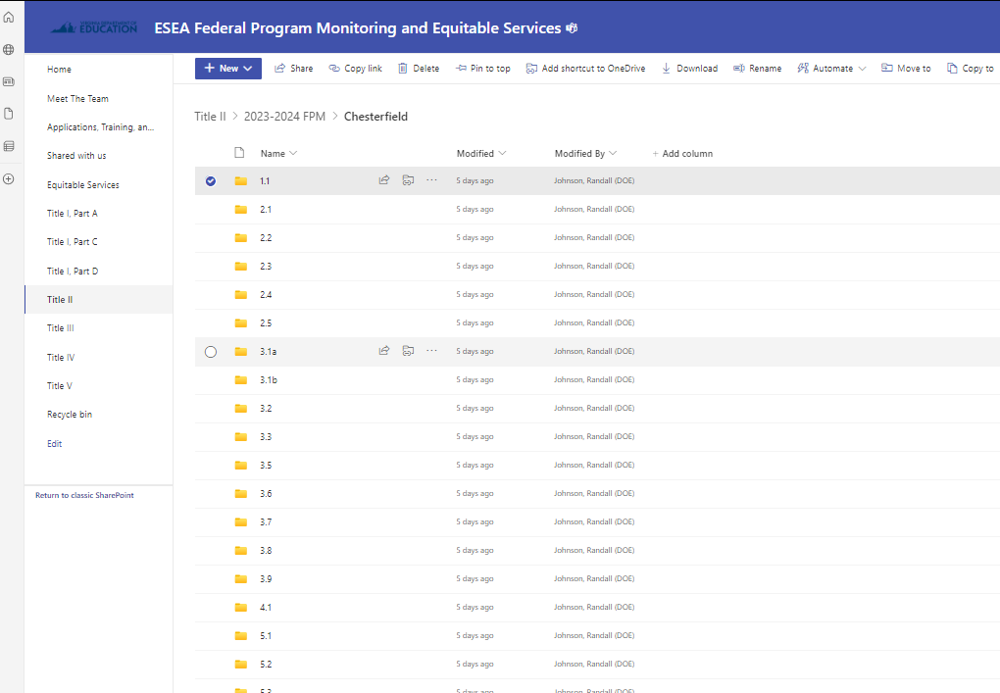 VIRGINIA DEPARTMENT OF
EDUCATION
ESEA Federal Program Monitoring and Equitable Services
Home
Meet The Team
Applications, Training, an...
Shared with us
Equitable Services
Title I, Part A
Title I, Part C
Title I, Part D
Title II
Title III
Title IV
Title V
Recycle bin
Edit
Return to classic SharePoint
+ New Share Copy link Delete Pin to top Add shortcut to OneDrive Download Rename Automate Move to Copy to
Title II > 2023-2024 FPM > Chesterfield
Name Modified Modified By + Add column
1.1 ... 5 days ago Johnson, Randall (DOE)
2.1 5 days ago Johnson, Randall (DOE)
2.2 5 days ago Johnson, Randall (DOE)
2.3 5 days ago Johnson, Randall (DOE)
2.4 5 days ago Johnson, Randall (DOE)
2.5 5 days ago Johnson, Randall (DOE)
3.1a ... 5 days ago Johnson, Randall (DOE)
3.1b 5 days ago Johnson, Randall (DOE)
3.2 5 days ago Johnson, Randall (DOE)
3.3 5 days ago Johnson, Randall (DOE)
3.5 5 days ago Johnson, Randall (DOE)
3.6 5 days ago Johnson, Randall (DOE)
3.7 5 days ago Johnson, Randall (DOE)
3.8 5 days ago Johnson, Randall (DOE)
3.9 5 days ago Johnson, Randall (DOE)
4.1 5 days ago Johnson, Randall (DOE)
5.1 5 days ago Johnson, Randall (DOE)
5.2 5 days ago Johnson, Randall (DOE)
5.3 5 days ago Johnson, Randall (DOE)